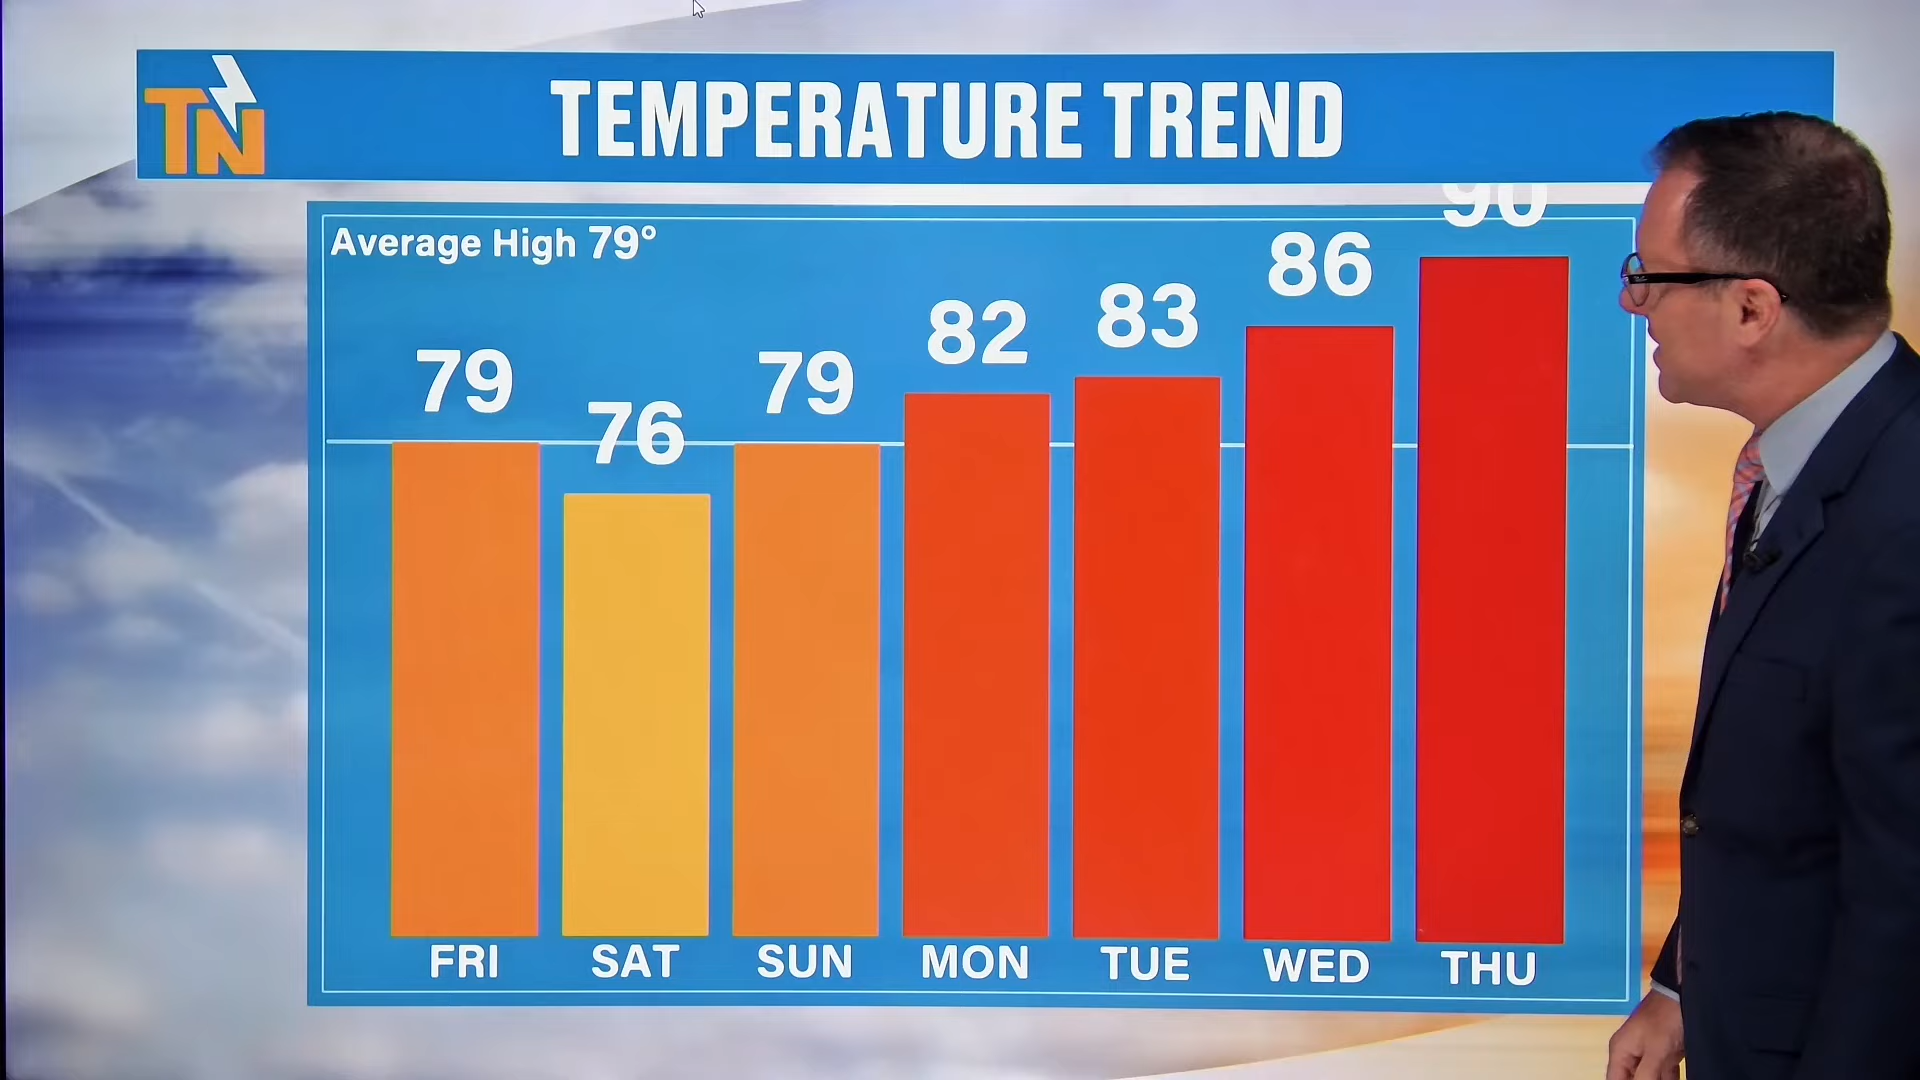 TN
TEMPERATURE TREND
Average High 79°
79
76
79
82
83
86
90
FRI
SAT
SUN
MON
TUE
WED
THU